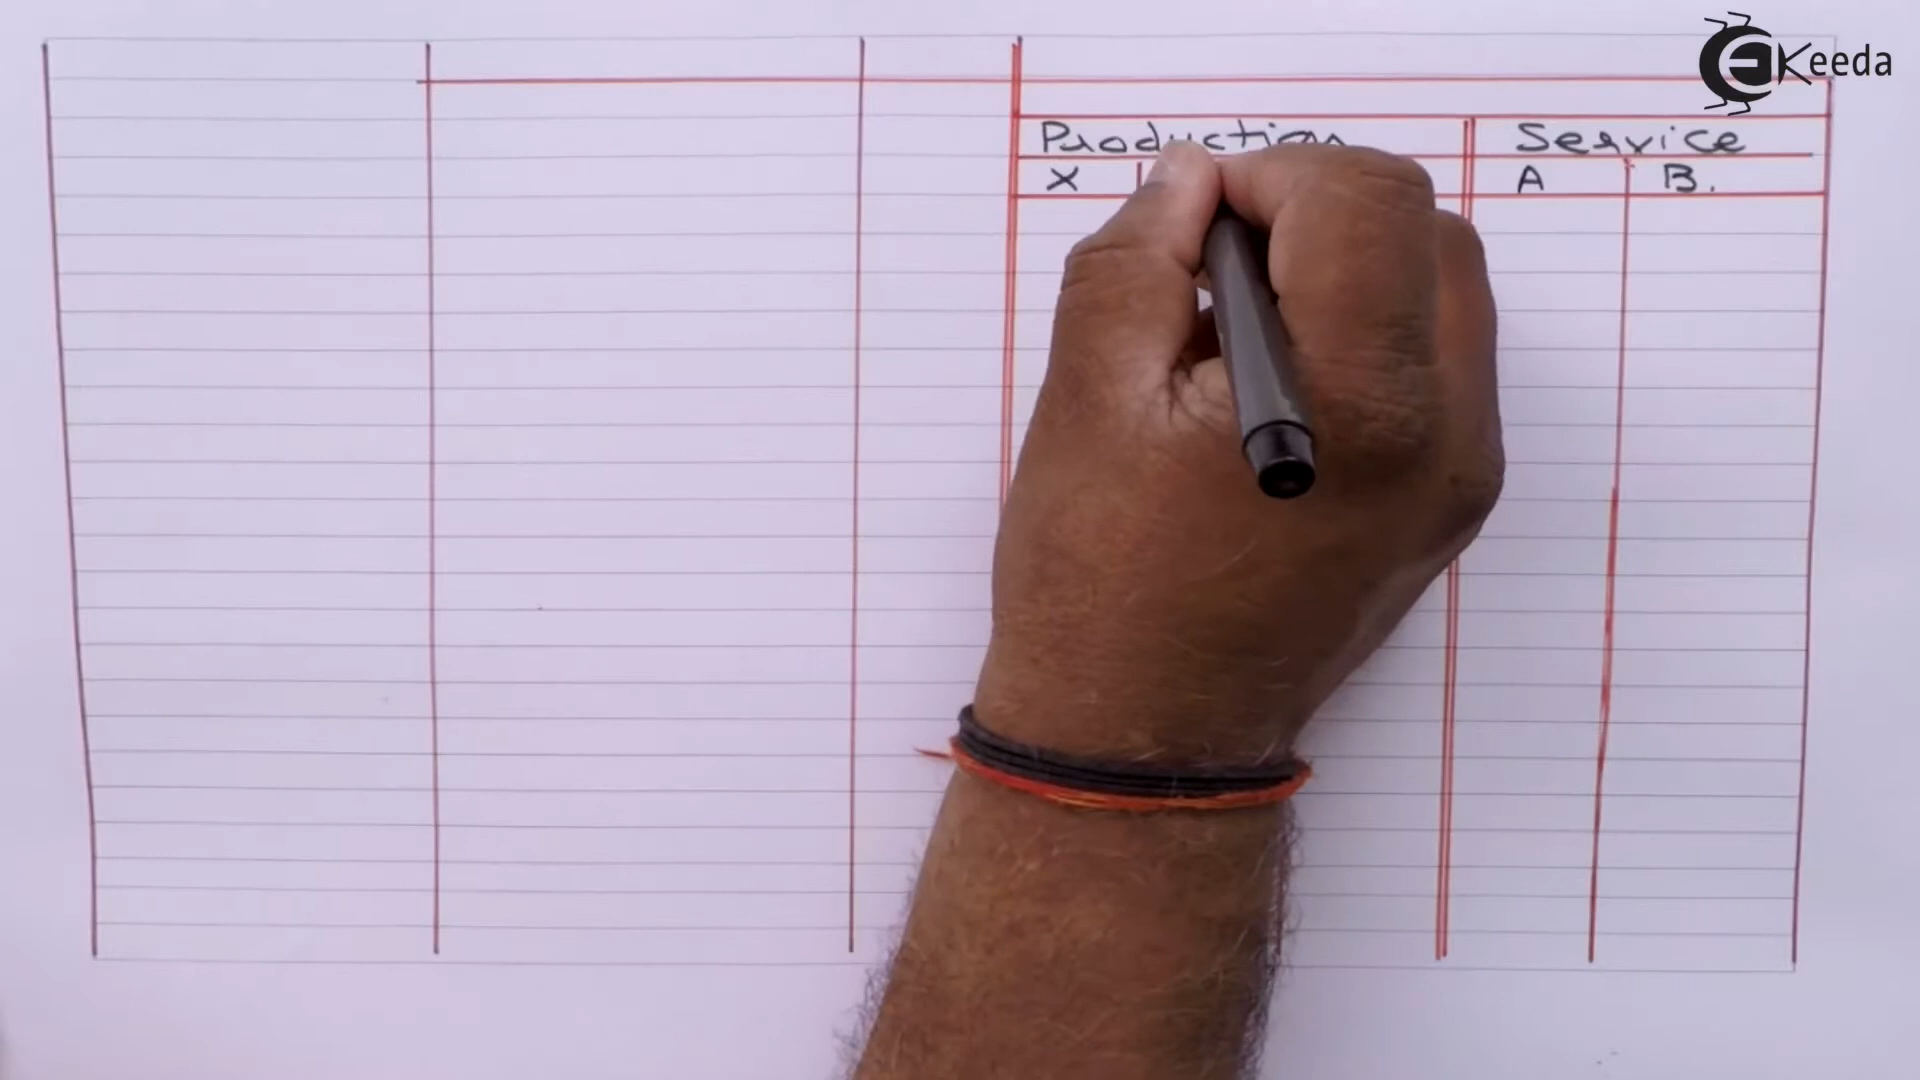 Keeda
Production Service
X A B.